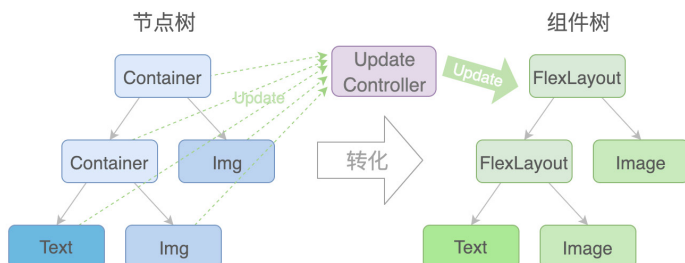 节点树
组件树
Container
Update
Controller
Update
FlexLayout
Update
Container
Img
转化
FlexLayout
Image
Text
Img
Text
Image